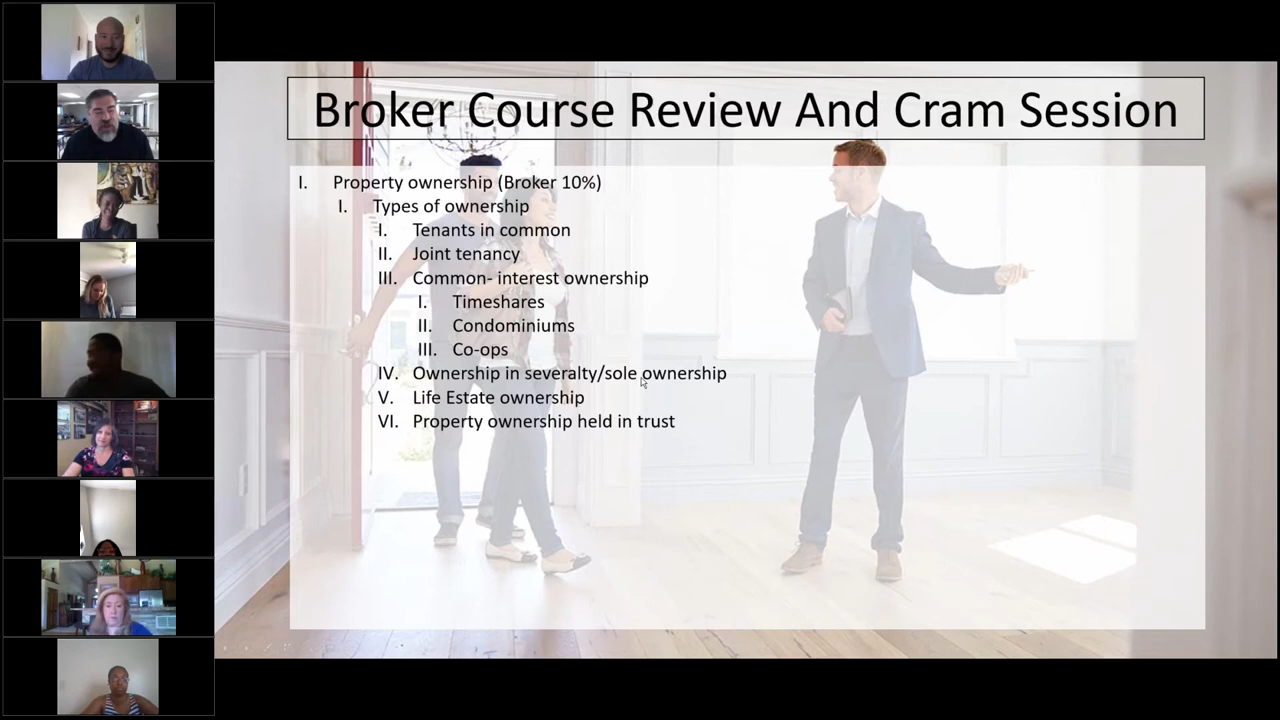 Broker Course Review And Cram Session
I. Property ownership (Broker 10%)
I. Types of ownership
I. Tenants in common
II. Joint tenancy
III. Common- interest ownership
I. Timeshares
II. Condominiums
III. Co-ops
IV. Ownership in severalty/sole ownership
V. Life Estate ownership
VI. Property ownership held in trust